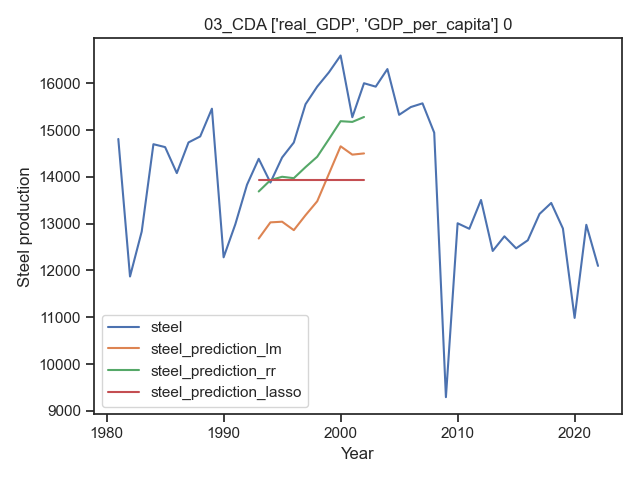 03_CDA ['real_GDP', 'GDP_per_capita'] 0
Steel production
16000
15000
14000
13000
12000
11000
10000
9000
steel
steel_prediction_lm
steel_prediction_rr
steel_prediction_lasso
1980 1990 2000 2010 2020
Year